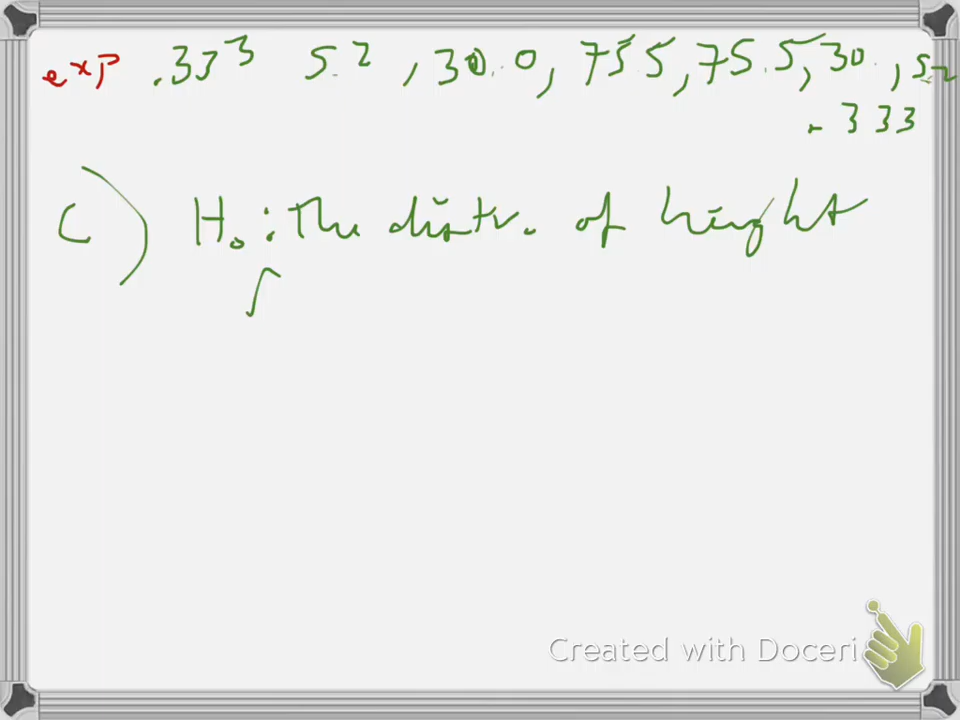 exp .333 5.2 , 30.0, 75.5, 75.5, 30. , 5.2
.333
C) H₀ : The distr. of height
Created with Doceri